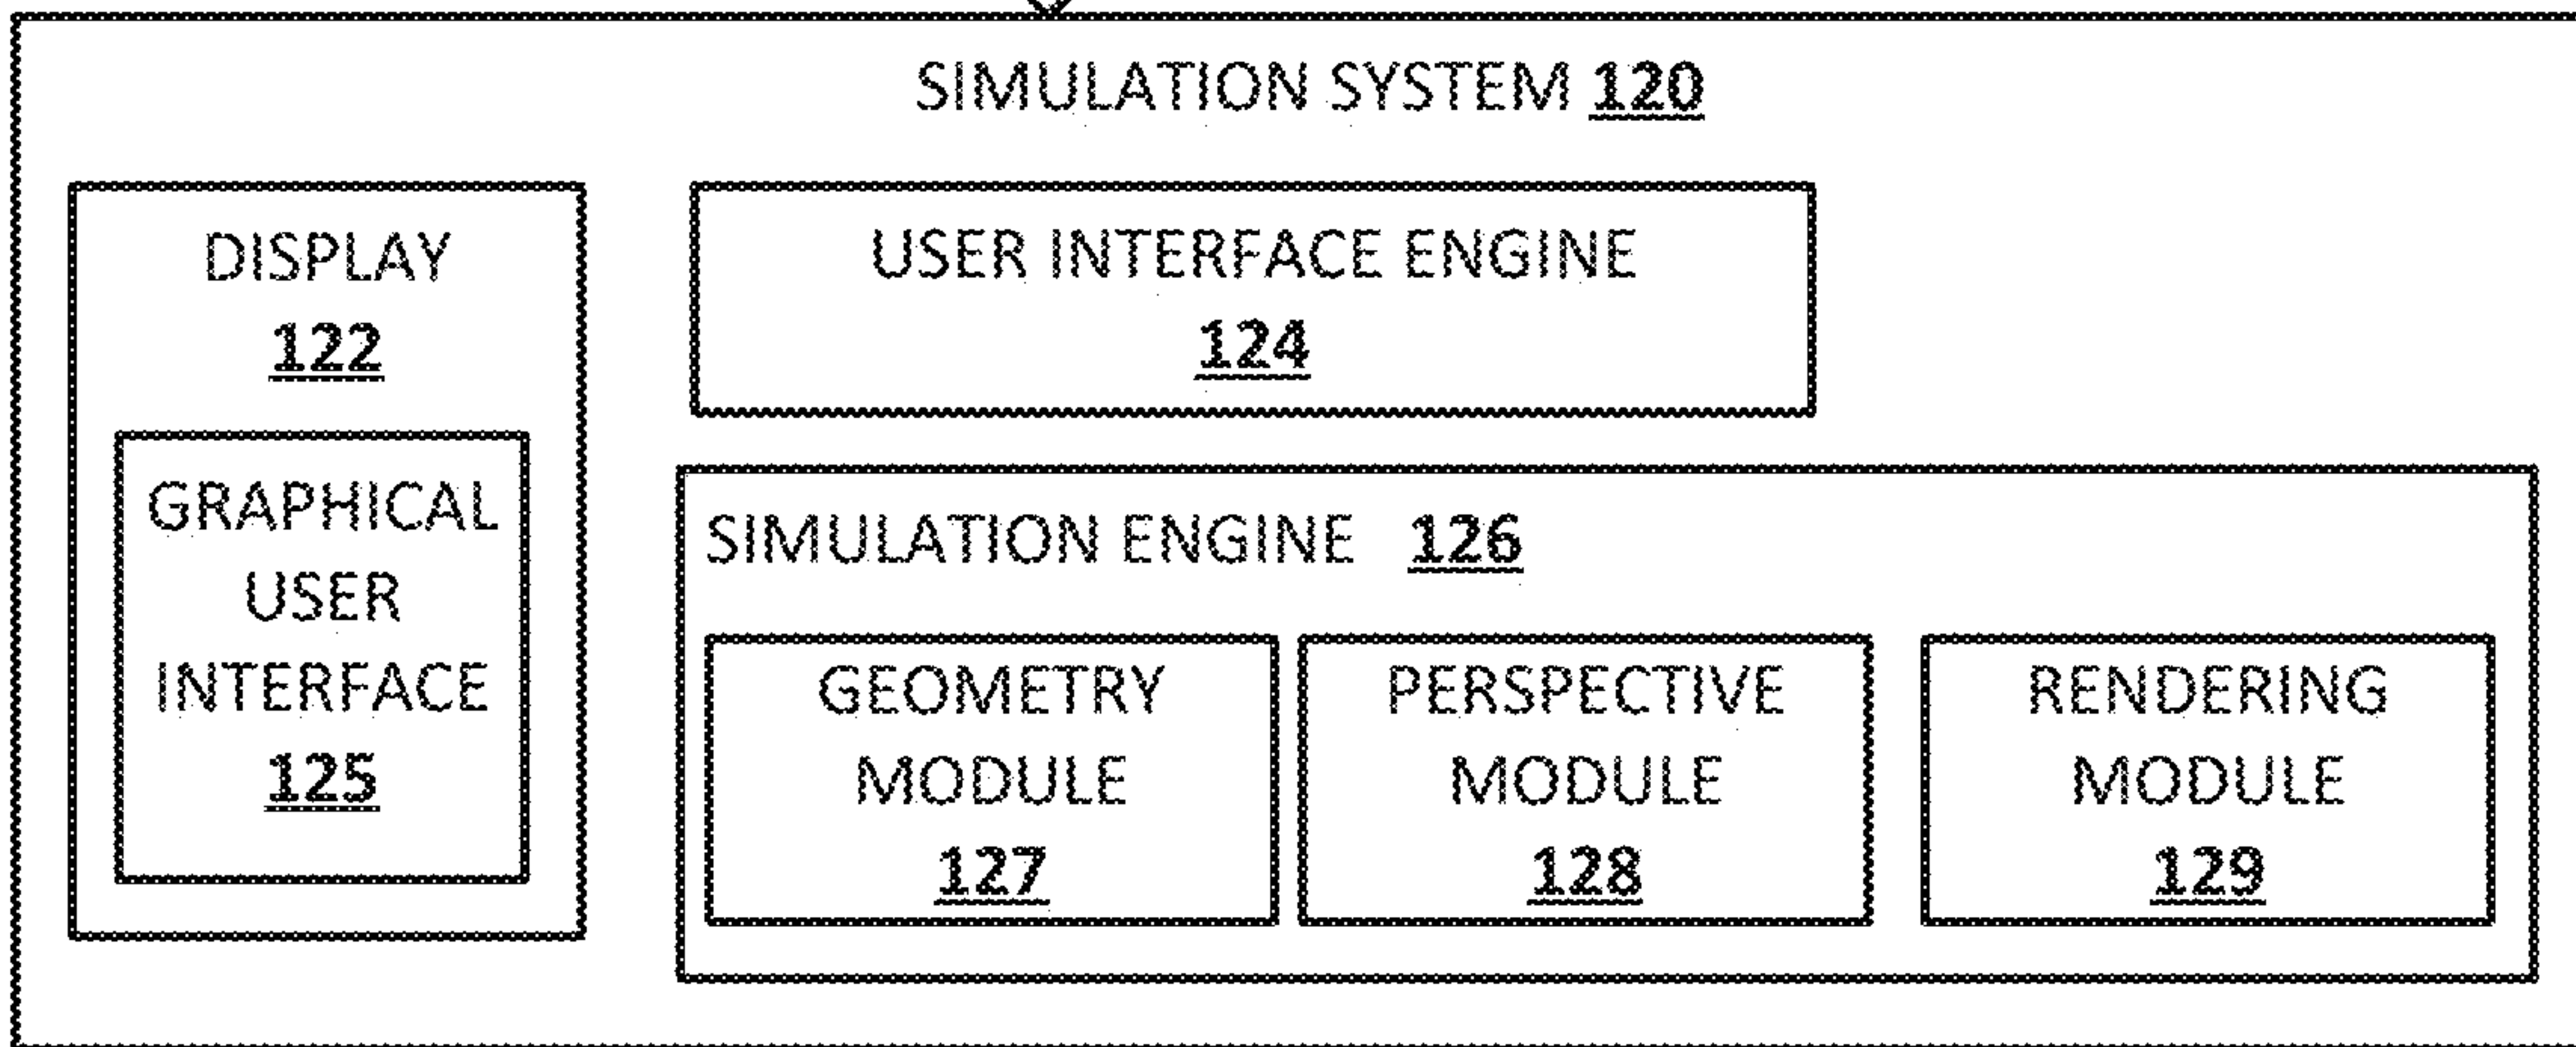 SIMULATION SYSTEM 120
DISPLAY
122
GRAPHICAL
USER
INTERFACE
125
USER INTERFACE ENGINE
124
SIMULATION ENGINE 126
GEOMETRY
MODULE
127
PERSPECTIVE
MODULE
128
RENDERING
MODULE
129